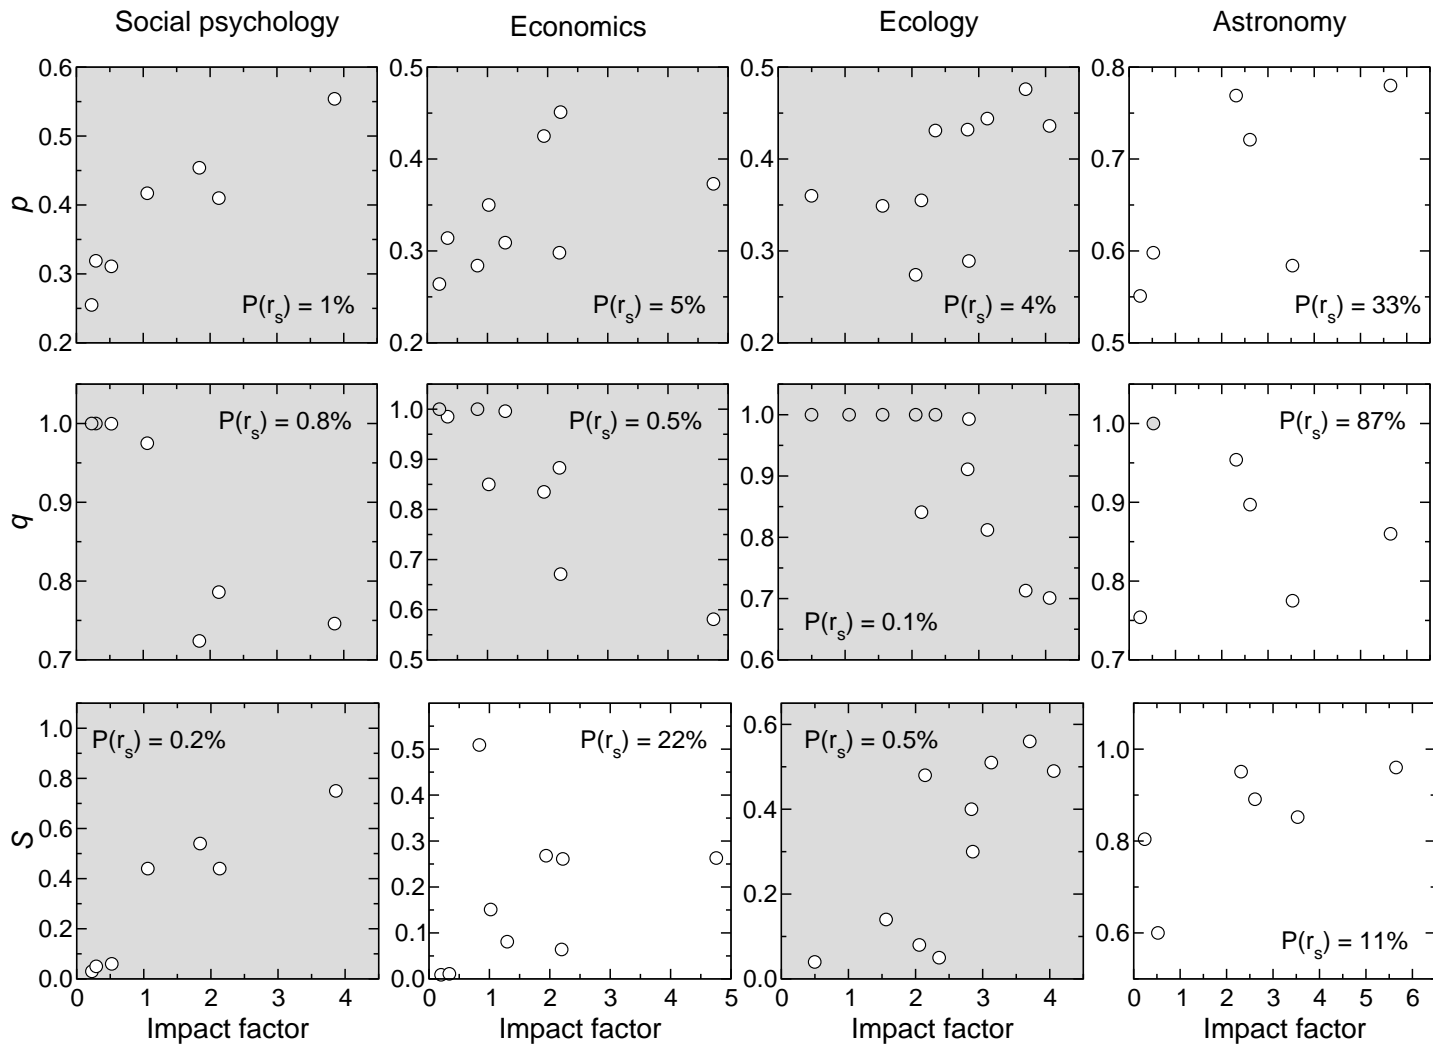 Social psychology
Economics
Ecology
Astronomy
p
0.6
0.5
0.4
0.3
0.2
P(r_s) = 1%
0.5
0.4
0.3
0.2
P(r_s) = 5%
0.5
0.4
0.3
0.2
P(r_s) = 4%
0.8
0.7
0.6
0.5
P(r_s) = 33%
q
1.0
0.9
0.8
0.7
P(r_s) = 0.8%
1.0
0.9
0.8
0.7
0.6
0.5
P(r_s) = 0.5%
1.0
0.9
0.8
0.7
0.6
P(r_s) = 0.1%
1.0
0.9
0.8
0.7
P(r_s) = 87%
S
1.0
0.8
0.6
0.4
0.2
0.0
P(r_s) = 0.2%
0 1 2 3 4
Impact factor
0.5
0.4
0.3
0.2
0.1
0.0
P(r_s) = 22%
0 1 2 3 4 5
Impact factor
0.6
0.4
0.2
0.0
P(r_s) = 0.5%
0 1 2 3 4
Impact factor
1.0
0.8
0.6
P(r_s) = 11%
0 1 2 3 4 5 6
Impact factor